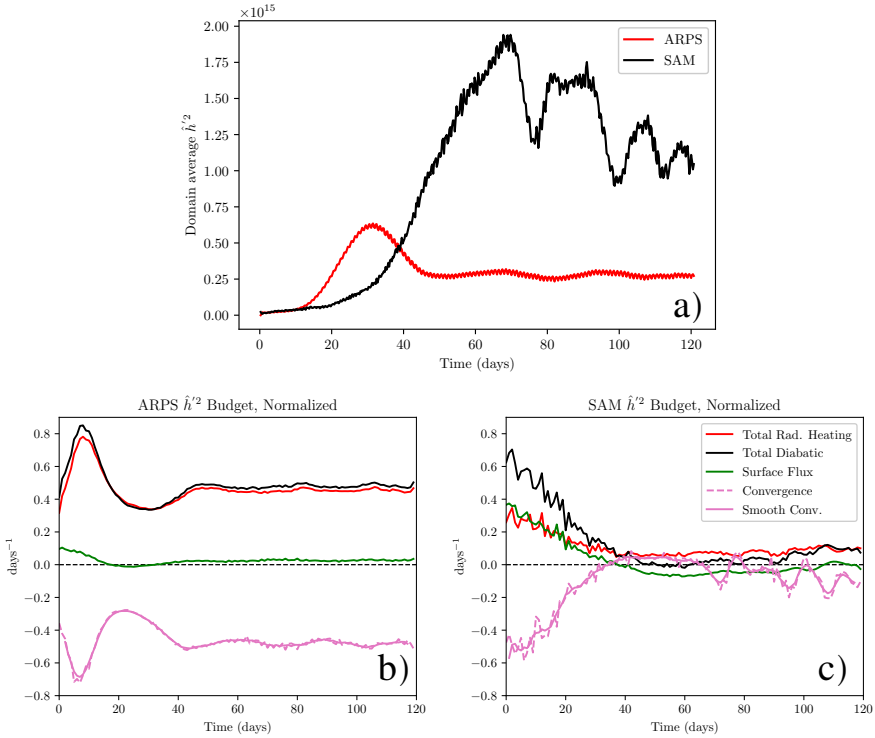 ×10^15
2.00
1.75
1.50
1.25
1.00
0.75
0.50
0.25
0.00
Domain average ĥ′²
ARPS
SAM
a)
0 20 40 60 80 100 120
Time (days)
ARPS ĥ′² Budget, Normalized
0.8
0.6
0.4
0.2
0.0
−0.2
−0.4
−0.6
−0.8
days⁻¹
b)
0 20 40 60 80 100 120
Time (days)
SAM ĥ′² Budget, Normalized
0.8
0.6
0.4
0.2
0.0
−0.2
−0.4
−0.6
−0.8
days⁻¹
Total Rad. Heating
Total Diabatic
Surface Flux
Convergence
Smooth Conv.
c)
0 20 40 60 80 100 120
Time (days)